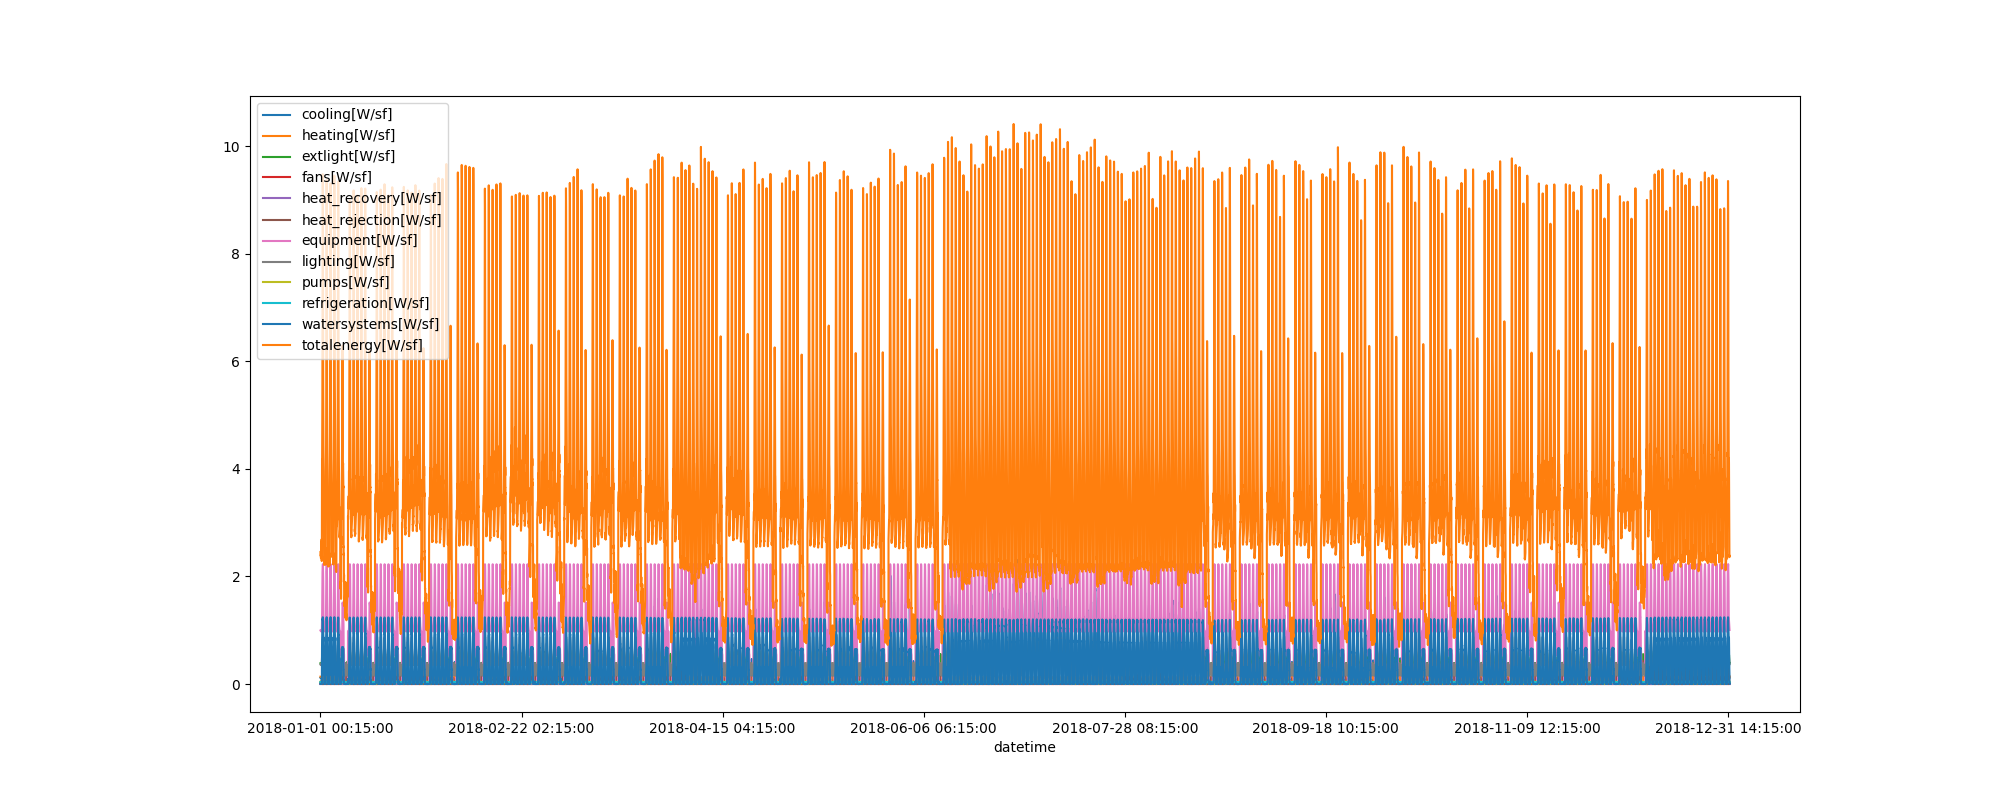 cooling[W/sf]
heating[W/sf]
extlight[W/sf]
fans[W/sf]
heat_recovery[W/sf]
heat_rejection[W/sf]
equipment[W/sf]
lighting[W/sf]
pumps[W/sf]
refrigeration[W/sf]
watersystems[W/sf]
totalenergy[W/sf]
10
8
6
4
2
0
2018-01-01 00:15:00 2018-02-22 02:15:00 2018-04-15 04:15:00 2018-06-06 06:15:00 2018-07-28 08:15:00 2018-09-18 10:15:00 2018-11-09 12:15:00 2018-12-31 14:15:00
datetime